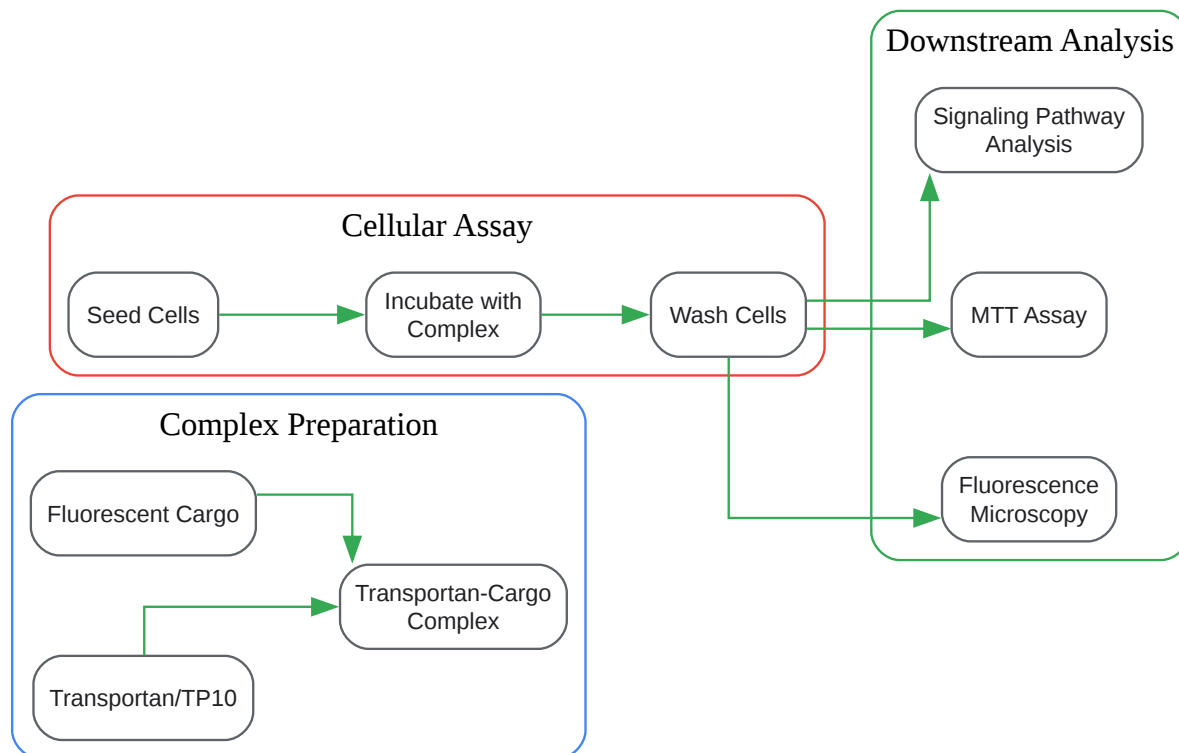 Downstream Analysis
Signaling Pathway
Analysis
Cellular Assay
Seed Cells
Incubate with
Complex
Wash Cells
MTT Assay
Complex Preparation
Fluorescent Cargo
Fluorescence
Microscopy
Transportan-Cargo
Complex
Transportan/TP10